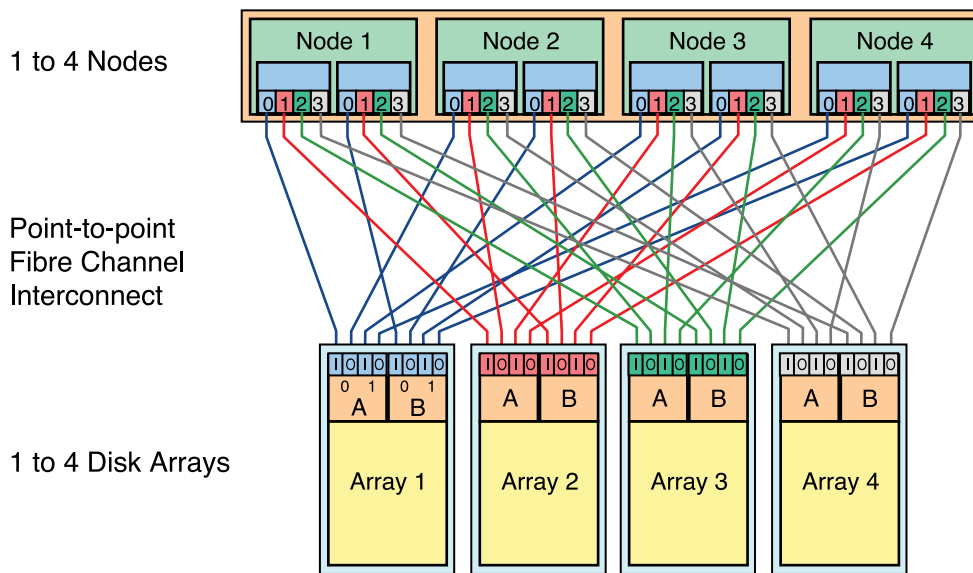 Node 1 Node 2 Node 3 Node 4
1 to 4 Nodes
0 1 2 3 0 1 2 3 0 1 2 3 0 1 2 3 0 1 2 3 0 1 2 3 0 1 2 3 0 1 2 3
Point-to-point
Fibre Channel
Interconnect
I O I O I O I O I O I O I O I O I O I O I O I O I O I O I O I O
0 1 0 1
A B A B A B A B
1 to 4 Disk Arrays
Array 1 Array 2 Array 3 Array 4